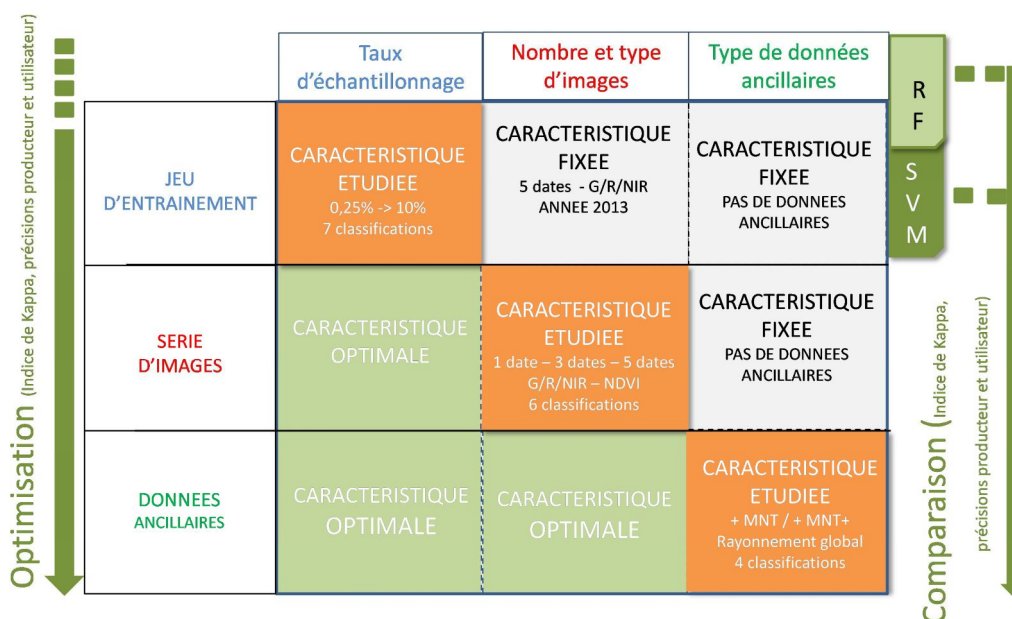 Taux
d'échantillonnage
Nombre et type
d'images
Type de données
ancillaires
R
F
S
V
M
JEU
D'ENTRAINEMENT
CARACTERISTIQUE
ETUDIEE
0,25% -> 10%
7 classifications
CARACTERISTIQUE
FIXEE
5 dates - G/R/NIR
ANNEE 2013
CARACTERISTIQUE
FIXEE
PAS DE DONNEES
ANCILLAIRES
SERIE
D'IMAGES
CARACTERISTIQUE
OPTIMALE
CARACTERISTIQUE
ETUDIEE
1 date – 3 dates – 5 dates
G/R/NIR – NDVI
6 classifications
CARACTERISTIQUE
FIXEE
PAS DE DONNEES
ANCILLAIRES
DONNEES
ANCILLAIRES
CARACTERISTIQUE
OPTIMALE
CARACTERISTIQUE
OPTIMALE
CARACTERISTIQUE
ETUDIEE
+ MNT / + MNT+
Rayonnement global
4 classifications
Optimisation (Indice de Kappa, précisions producteur et utilisateur)
Comparaison (Indice de Kappa,
précisions producteur et utilisateur)